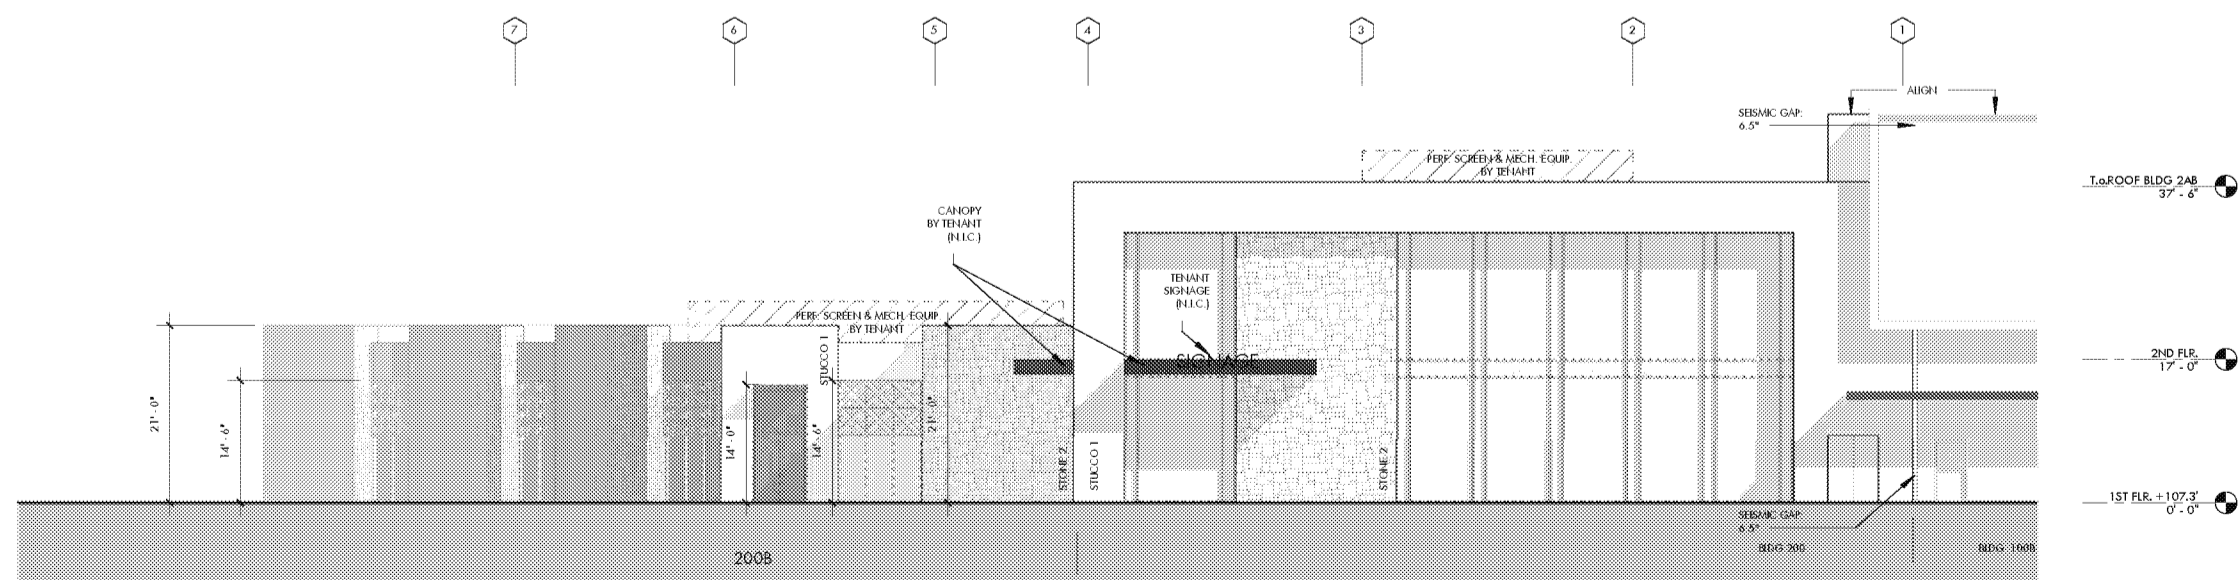 7
6
5
4
3
2
1
ALIGN
SEISMIC GAP:
6.5"
PERF. SCREEN & MECH. EQUIP.
BY TENANT
T.o.ROOF BLDG 2AB
37' - 6"
CANOPY
BY TENANT
(N.I.C.)
TENANT
SIGNAGE
(N.I.C.)
PERF. SCREEN & MECH. EQUIP
BY TENANT
SIGNAGE
2ND FLR.
17' - 0"
21' - 0"
14' - 6"
14' - 0"
14' - 6"
STUCCO 1
21' - 0"
STONE 2
STUCCO 1
STONE 2
1ST FLR. +107.3'
0' - 0"
SEISMIC GAP:
6.5"
200B
BLDG 200
BLDG 100B